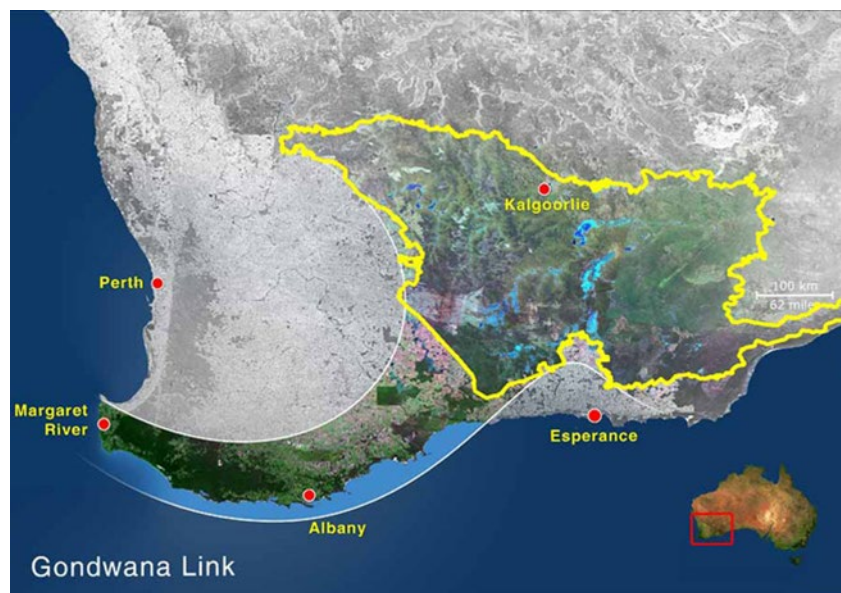 Kalgoorlie
100 km
62 miles
Perth
Margaret
River
Esperance
Albany
Gondwana Link